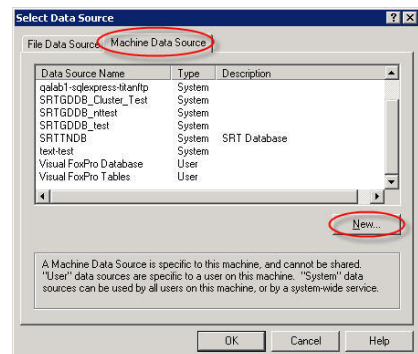 Select Data Source
File Data Source Machine Data Source
Data Source Name Type Description
qalab1-sqlexpress-titanftp System
SRTGDDB_Cluster_Test System
SRTGDDB_nttest System
SRTGDDB_test System
SRTTNDB System SRT Database
text-test System
Visual FoxPro Database User
Visual FoxPro Tables User
New...
A Machine Data Source is specific to this machine, and cannot be shared.
"User" data sources are specific to a user on this machine. "System" data
sources can be used by all users on this machine, or by a system-wide service.
OK Cancel Help